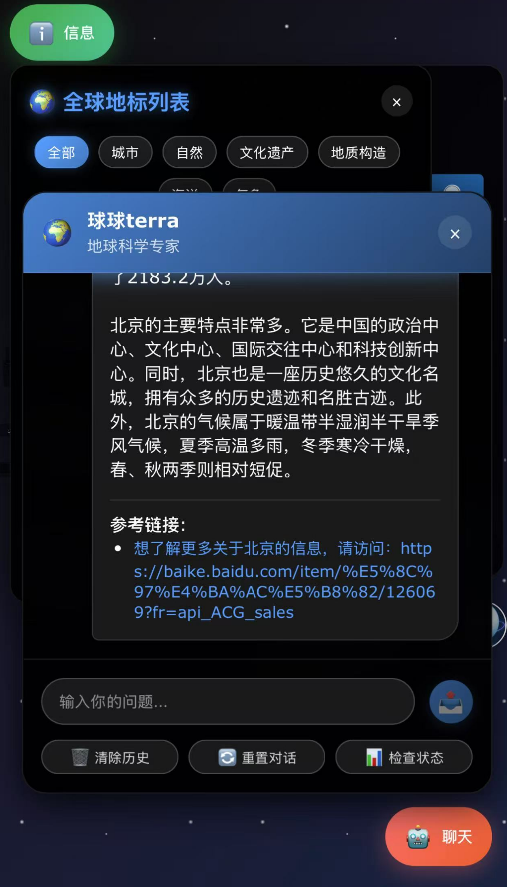 信息
全球地标列表
×
全部
城市
自然
文化遗产
地质构造
球球terra
地球科学专家
×
了2183.2万人。
北京的主要特点非常多。它是中国的政治中
心、文化中心、国际交往中心和科技创新中
心。同时，北京也是一座历史悠久的文化名
城，拥有众多的历史遗迹和名胜古迹。此
外，北京的气候属于暖温带半湿润半干旱季
风气候，夏季高温多雨，冬季寒冷干燥，
春、秋两季则相对短促。
参考链接：
想了解更多关于北京的信息，请访问：http
s://baike.baidu.com/item/%E5%8C%
97%E4%BA%AC%E5%B8%82/12606
9?fr=api_ACG_sales
输入你的问题...
清除历史
重置对话
检查状态
聊天